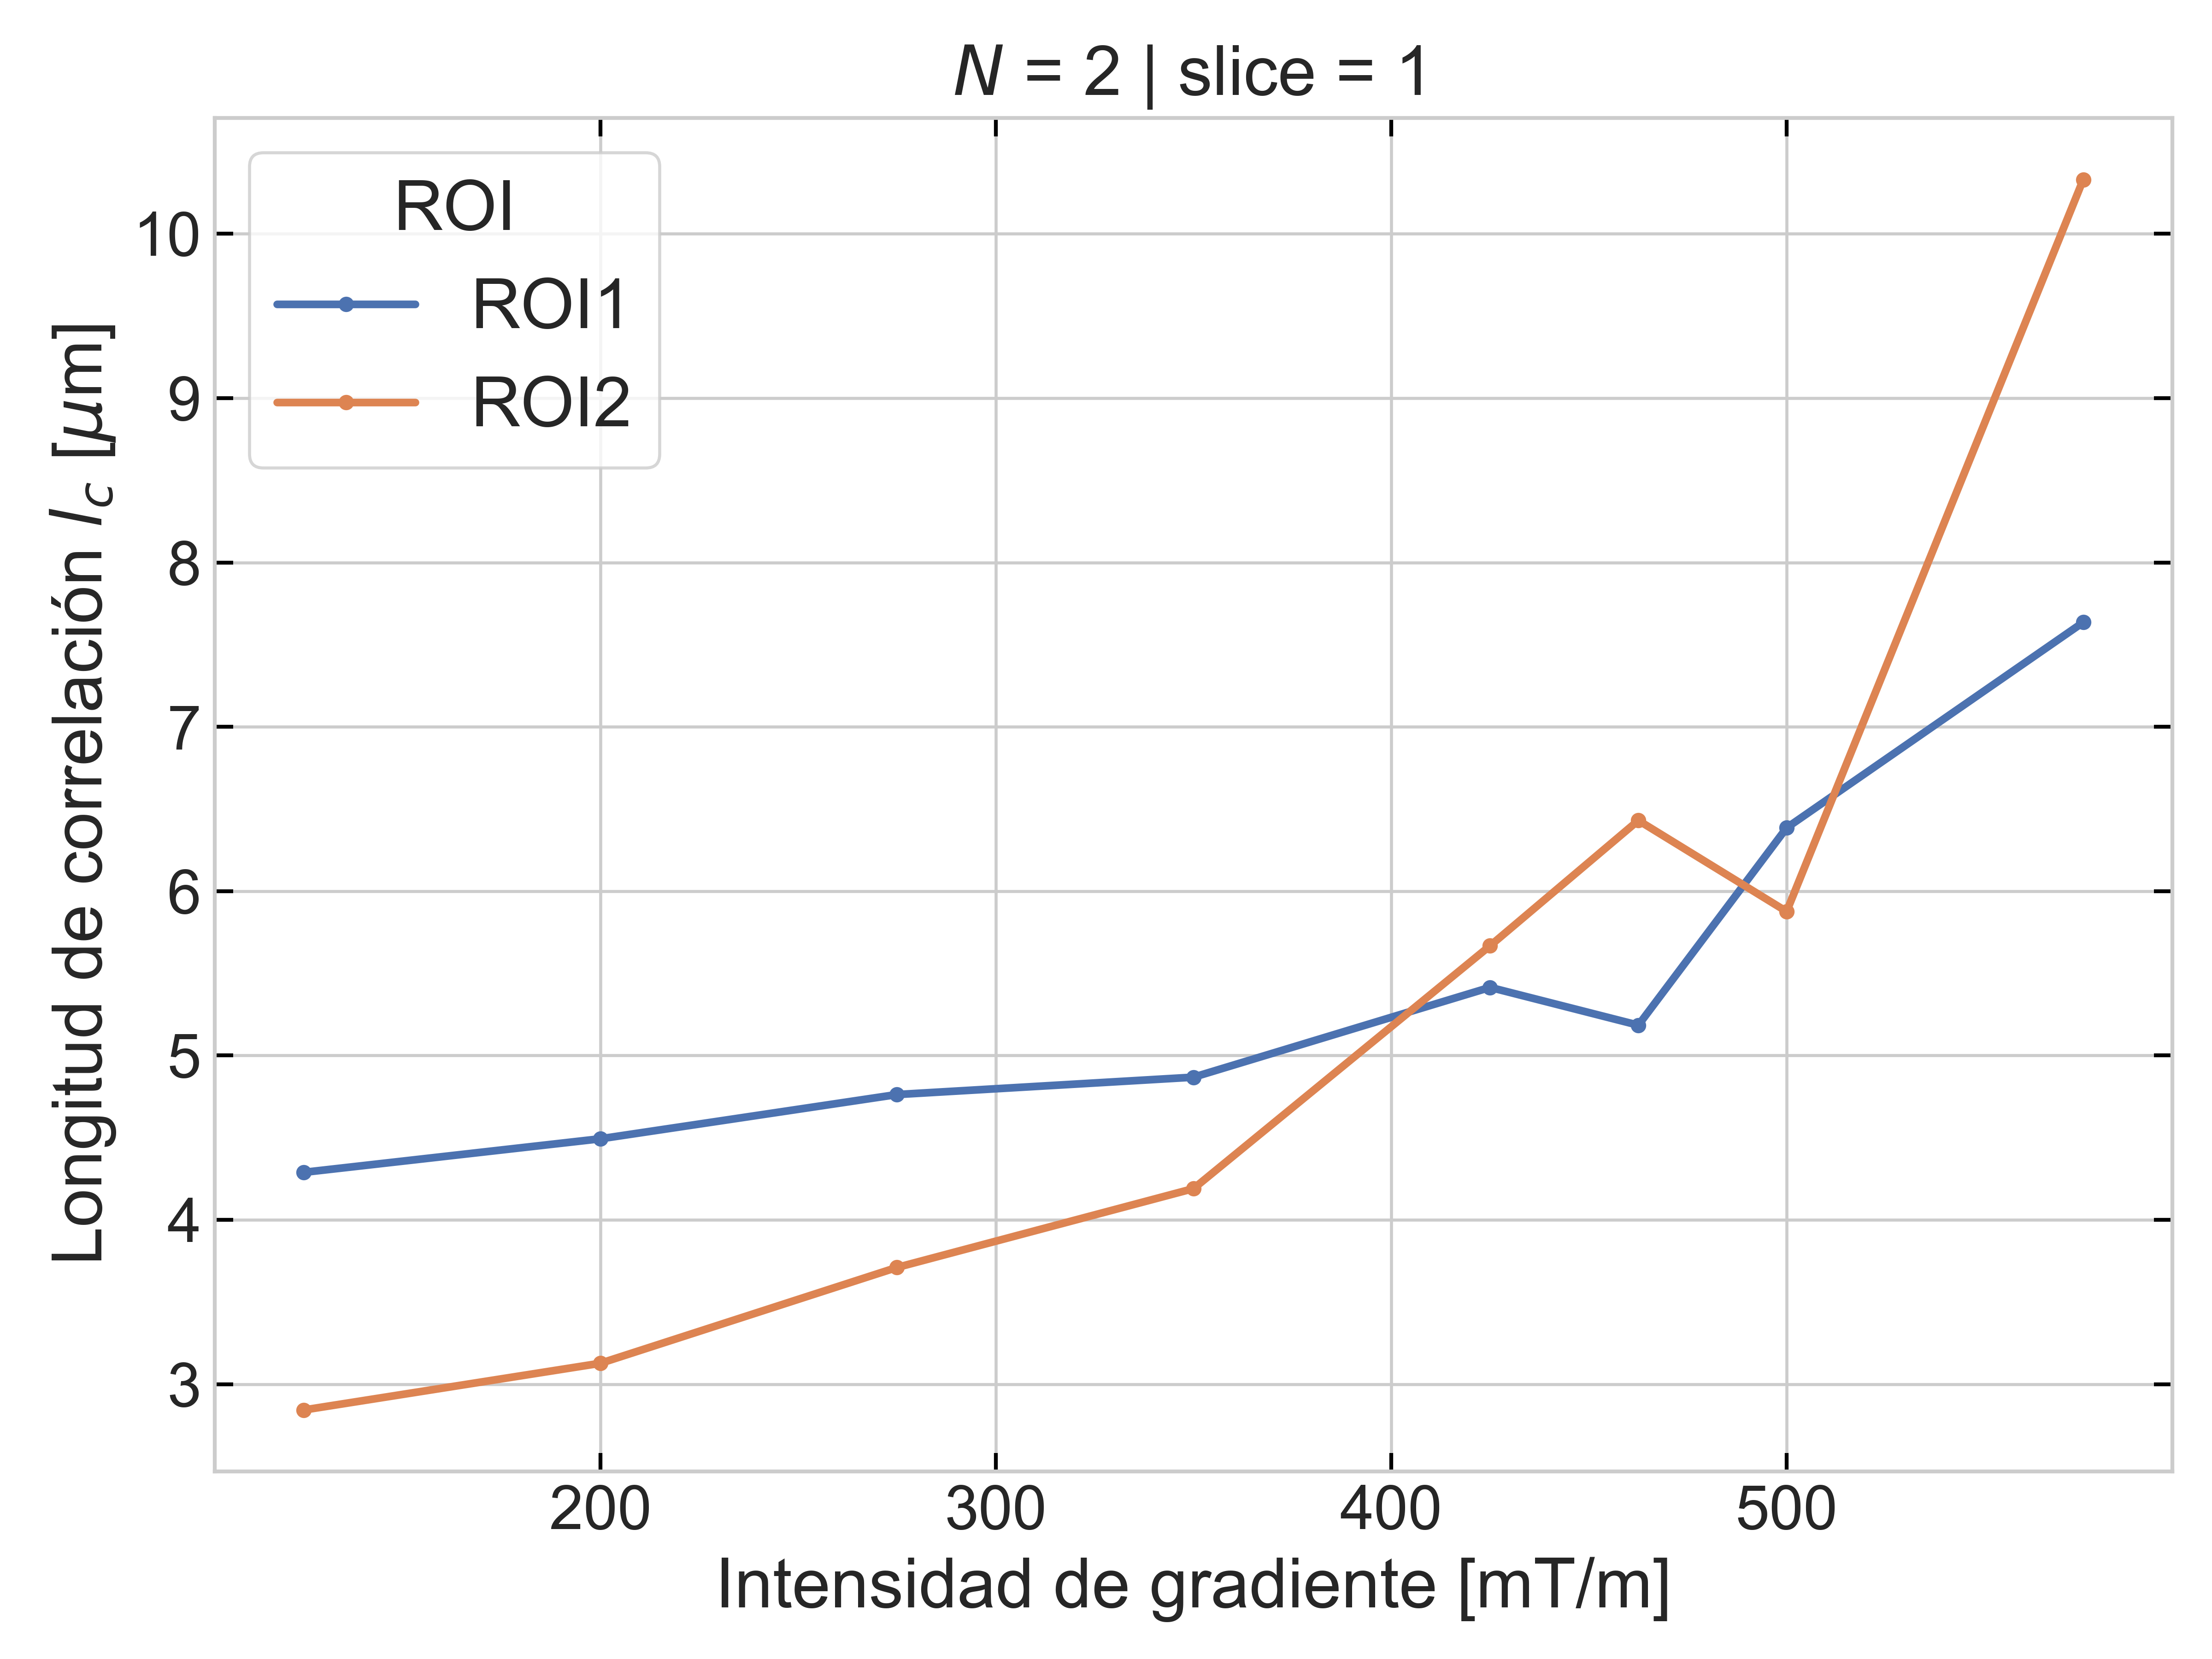 N = 2 | slice = 1
ROI
ROI1
ROI2
Longitud de correlación l_c [μm]
10
9
8
7
6
5
4
3
200 300 400 500
Intensidad de gradiente [mT/m]